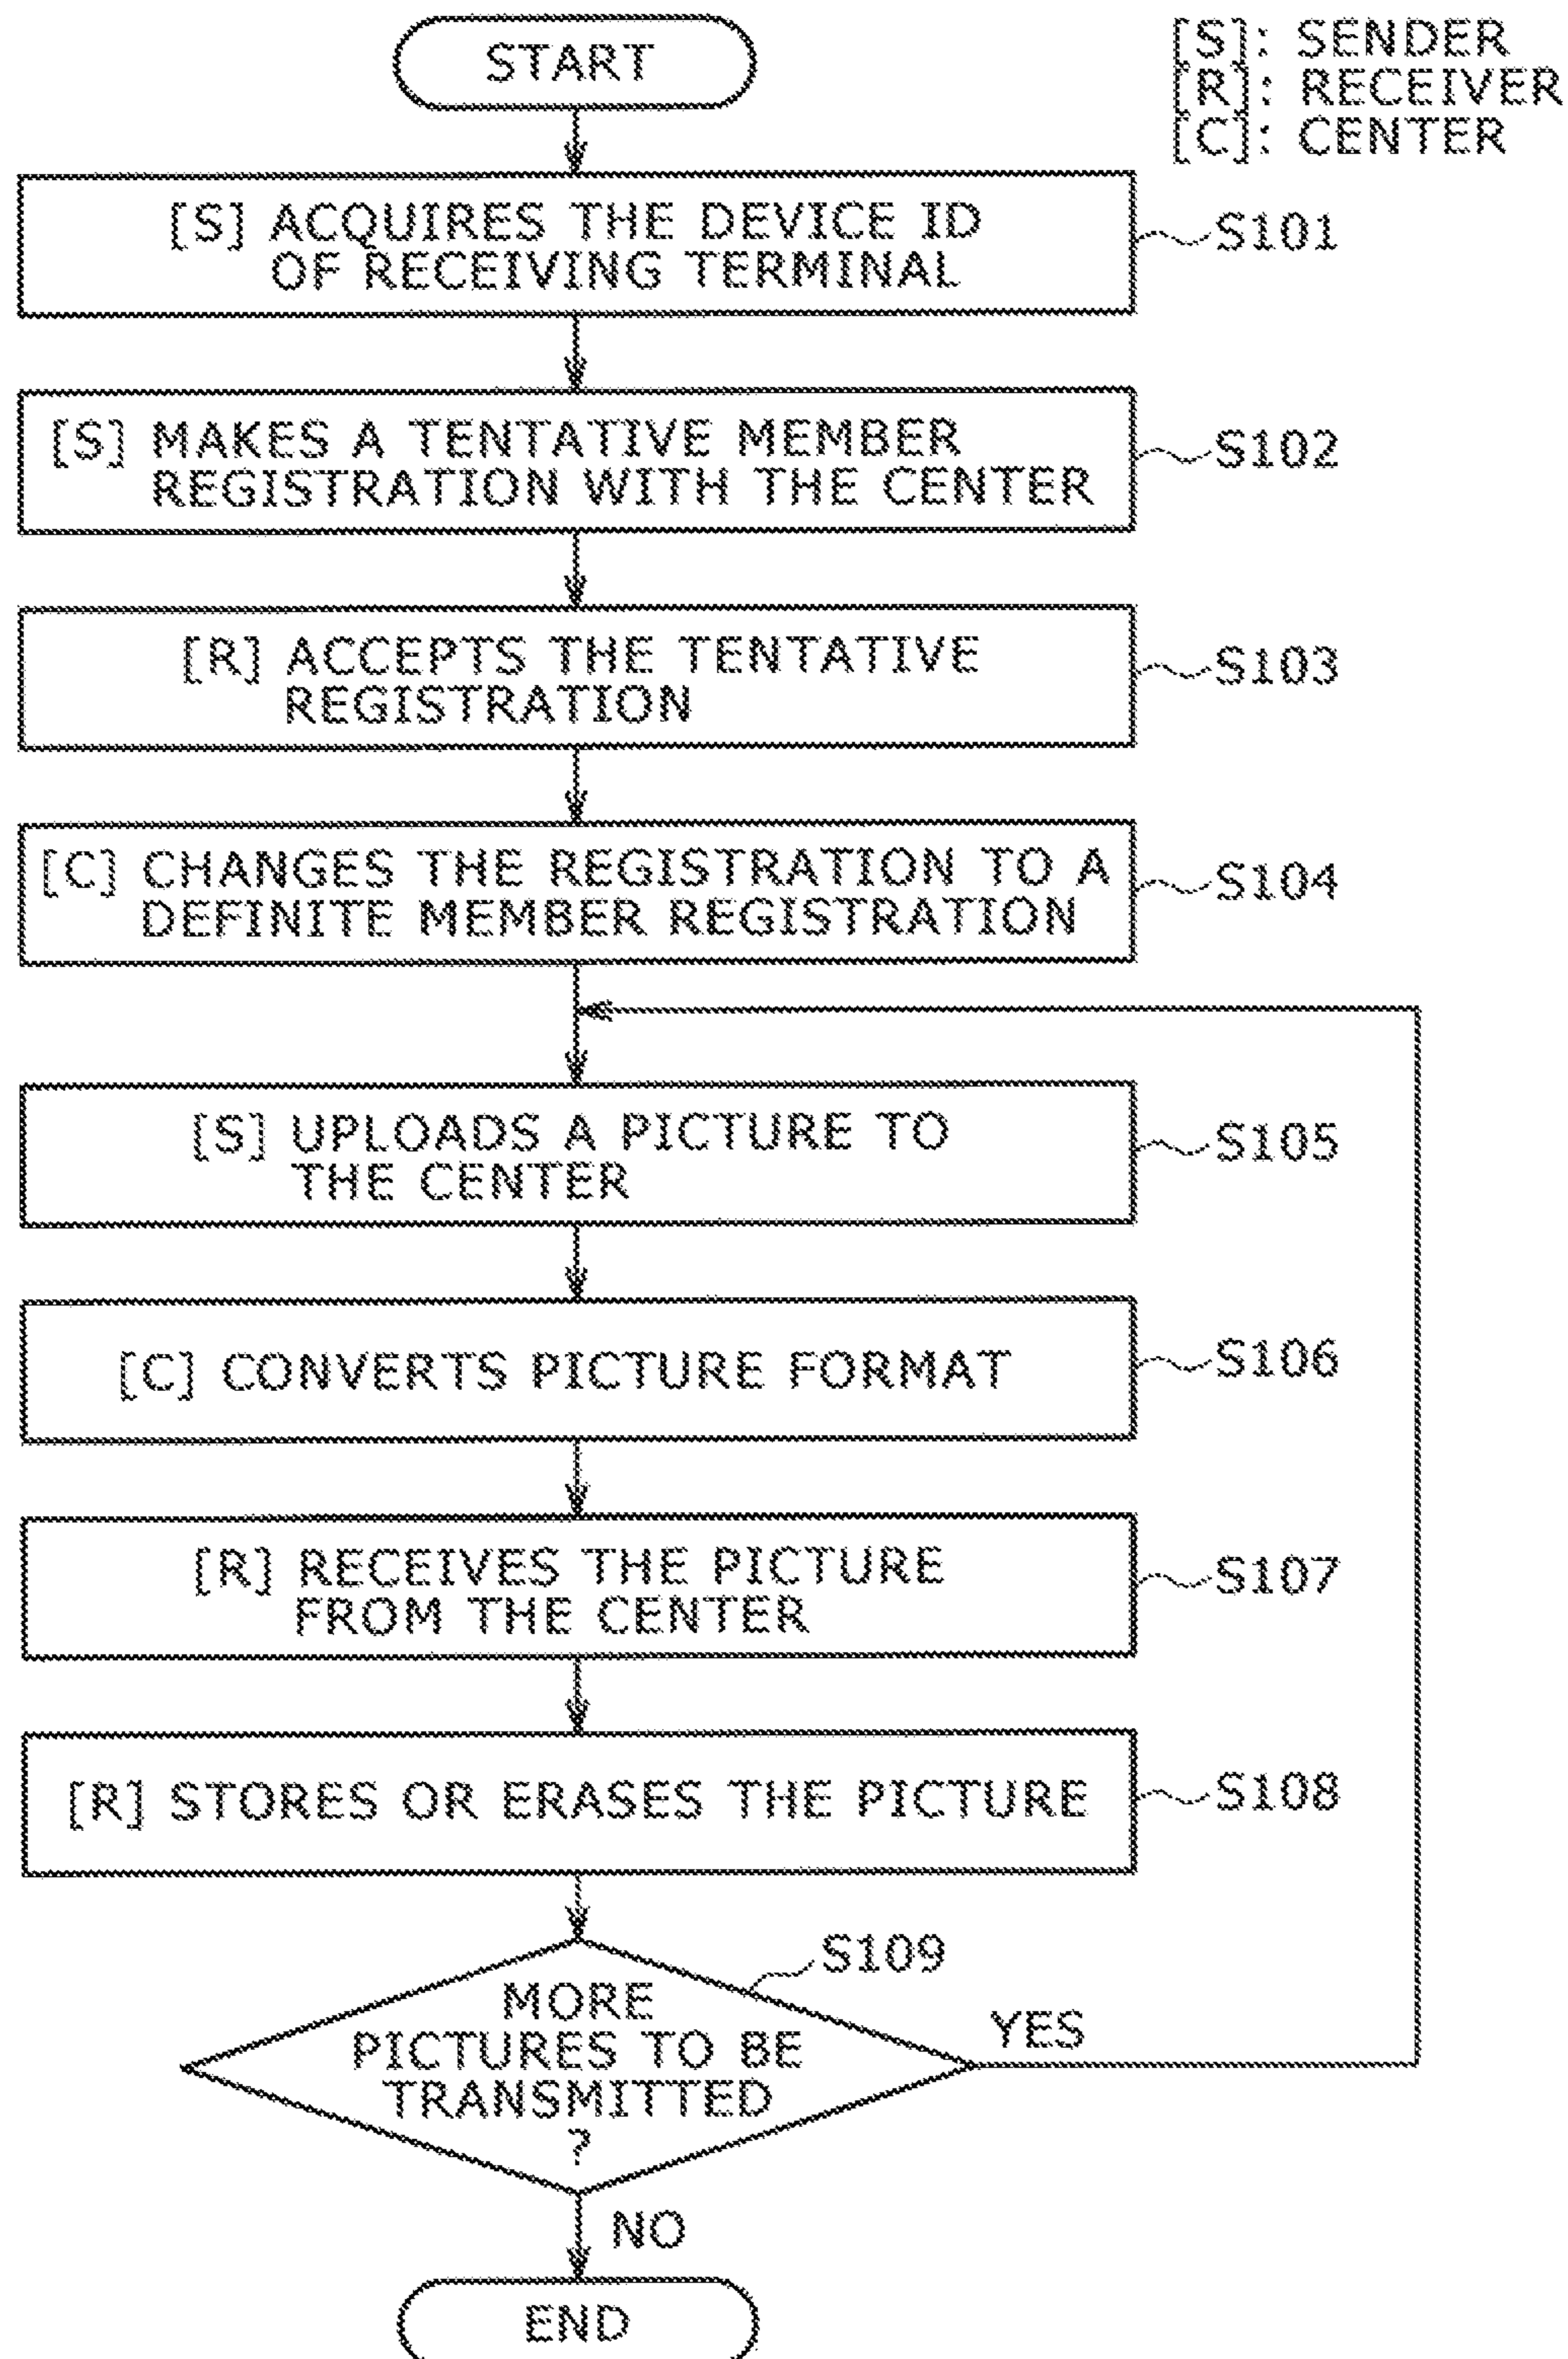 START
[S]: SENDER
[R]: RECEIVER
[C]: CENTER
[S] ACQUIRES THE DEVICE ID
OF RECEIVING TERMINAL
S101
[S] MAKES A TENTATIVE MEMBER
REGISTRATION WITH THE CENTER
S102
[R] ACCEPTS THE TENTATIVE
REGISTRATION
S103
[C] CHANGES THE REGISTRATION TO A
DEFINITE MEMBER REGISTRATION
S104
[S] UPLOADS A PICTURE TO
THE CENTER
S105
[C] CONVERTS PICTURE FORMAT
S106
[R] RECEIVES THE PICTURE
FROM THE CENTER
S107
[R] STORES OR ERASES THE PICTURE
S108
S109
MORE
PICTURES TO BE
TRANSMITTED
?
YES
NO
END